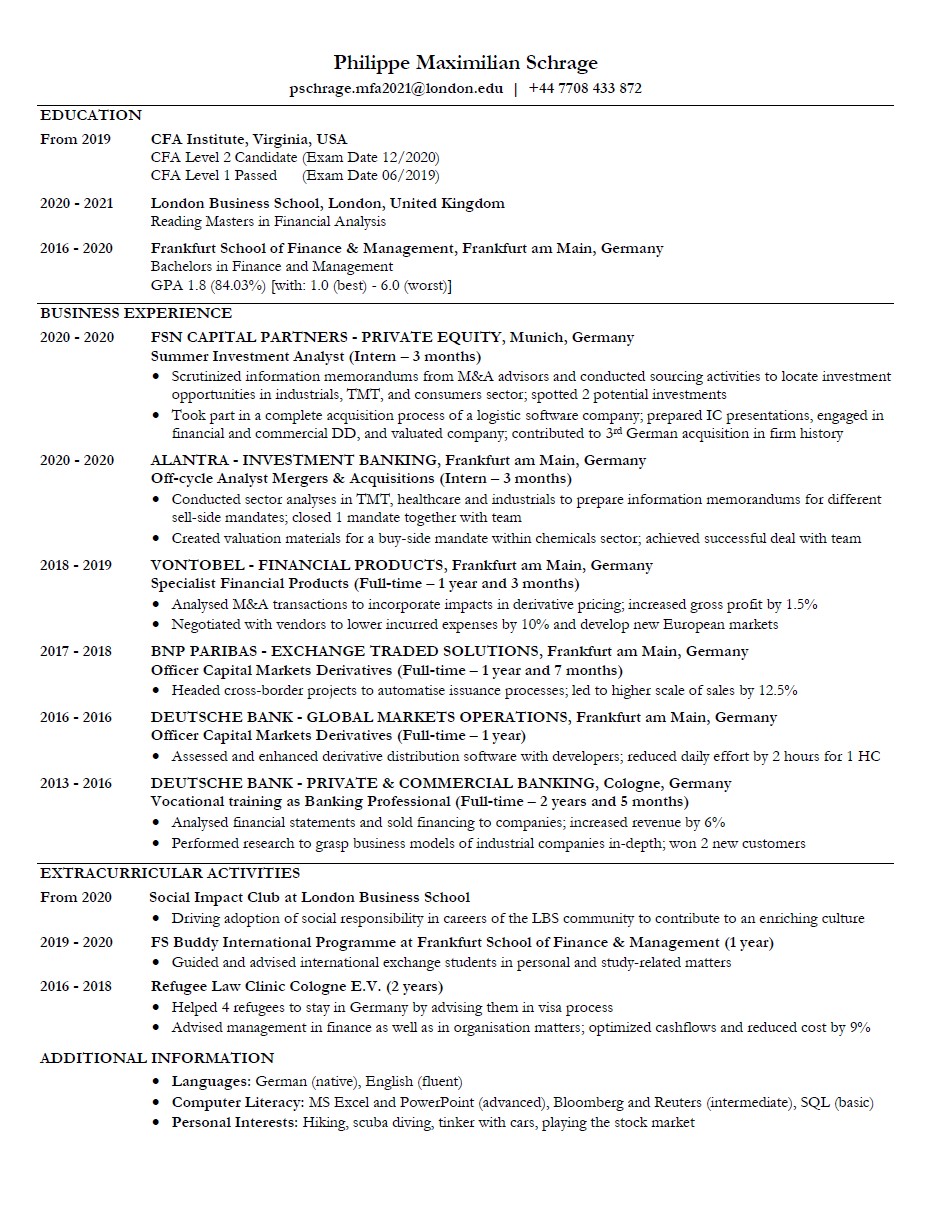 Philippe Maximilian Schrage
pschrage.mfa2021@london.edu | +44 7708 433 872
EDUCATION
From 2019 CFA Institute, Virginia, USA
CFA Level 2 Candidate (Exam Date 12/2020)
CFA Level 1 Passed (Exam Date 06/2019)
2020 - 2021 London Business School, London, United Kingdom
Reading Masters in Financial Analysis
2016 - 2020 Frankfurt School of Finance & Management, Frankfurt am Main, Germany
Bachelors in Finance and Management
GPA 1.8 (84.03%) [with: 1.0 (best) - 6.0 (worst)]
BUSINESS EXPERIENCE
2020 - 2020 FSN CAPITAL PARTNERS - PRIVATE EQUITY, Munich, Germany
Summer Investment Analyst (Intern – 3 months)
• Scrutinized information memorandums from M&A advisors and conducted sourcing activities to locate investment
opportunities in industrials, TMT, and consumers sector; spotted 2 potential investments
• Took part in a complete acquisition process of a logistic software company; prepared IC presentations, engaged in
financial and commercial DD, and valuated company; contributed to 3rd German acquisition in firm history
2020 - 2020 ALANTRA - INVESTMENT BANKING, Frankfurt am Main, Germany
Off-cycle Analyst Mergers & Acquisitions (Intern – 3 months)
• Conducted sector analyses in TMT, healthcare and industrials to prepare information memorandums for different
sell-side mandates; closed 1 mandate together with team
• Created valuation materials for a buy-side mandate within chemicals sector; achieved successful deal with team
2018 - 2019 VONTOBEL - FINANCIAL PRODUCTS, Frankfurt am Main, Germany
Specialist Financial Products (Full-time – 1 year and 3 months)
• Analysed M&A transactions to incorporate impacts in derivative pricing; increased gross profit by 1.5%
• Negotiated with vendors to lower incurred expenses by 10% and develop new European markets
2017 - 2018 BNP PARIBAS - EXCHANGE TRADED SOLUTIONS, Frankfurt am Main, Germany
Officer Capital Markets Derivatives (Full-time – 1 year and 7 months)
• Headed cross-border projects to automatise issuance processes; led to higher scale of sales by 12.5%
2016 - 2016 DEUTSCHE BANK - GLOBAL MARKETS OPERATIONS, Frankfurt am Main, Germany
Officer Capital Markets Derivatives (Full-time – 1 year)
• Assessed and enhanced derivative distribution software with developers; reduced daily effort by 2 hours for 1 HC
2013 - 2016 DEUTSCHE BANK - PRIVATE & COMMERCIAL BANKING, Cologne, Germany
Vocational training as Banking Professional (Full-time – 2 years and 5 months)
• Analysed financial statements and sold financing to companies; increased revenue by 6%
• Performed research to grasp business models of industrial companies in-depth; won 2 new customers
EXTRACURRICULAR ACTIVITIES
From 2020 Social Impact Club at London Business School
• Driving adoption of social responsibility in careers of the LBS community to contribute to an enriching culture
2019 - 2020 FS Buddy International Programme at Frankfurt School of Finance & Management (1 year)
• Guided and advised international exchange students in personal and study-related matters
2016 - 2018 Refugee Law Clinic Cologne E.V. (2 years)
• Helped 4 refugees to stay in Germany by advising them in visa process
• Advised management in finance as well as in organisation matters; optimized cashflows and reduced cost by 9%
ADDITIONAL INFORMATION
• Languages: German (native), English (fluent)
• Computer Literacy: MS Excel and PowerPoint (advanced), Bloomberg and Reuters (intermediate), SQL (basic)
• Personal Interests: Hiking, scuba diving, tinker with cars, playing the stock market